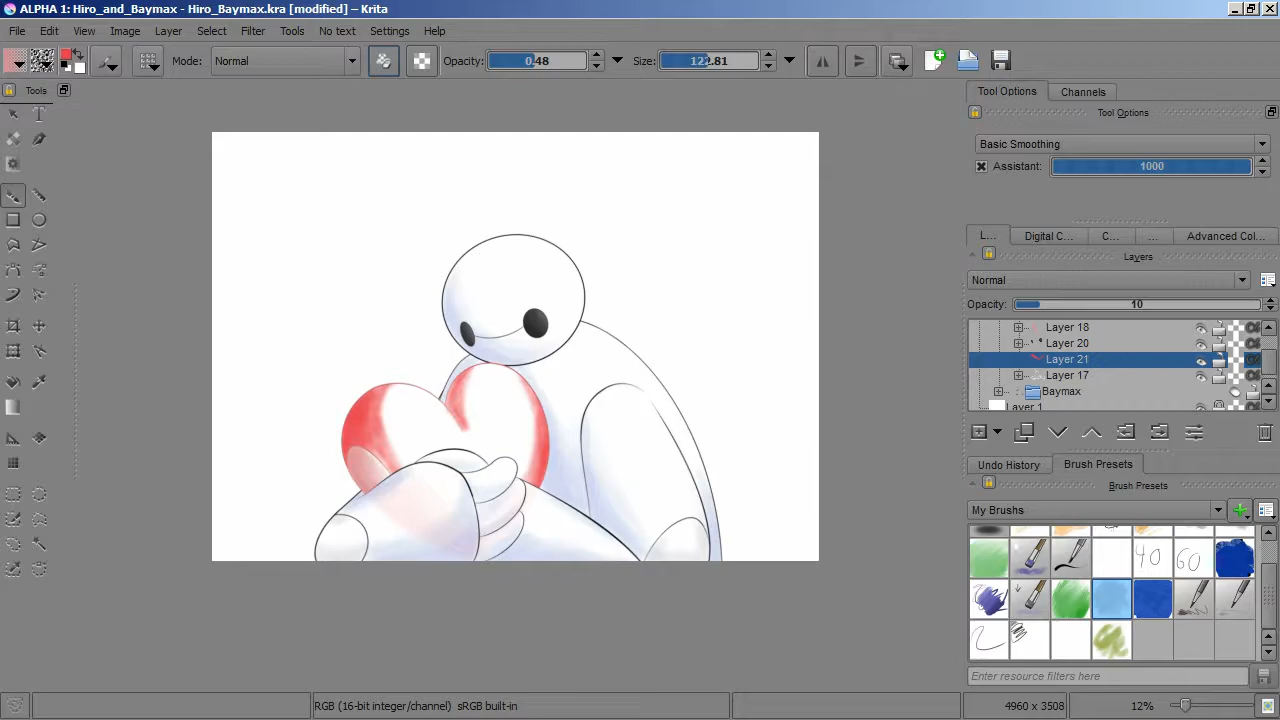 ALPHA 1: Hiro_and_Baymax - Hiro_Baymax.kra [modified] – Krita
File Edit View Image Layer Select Filter Tools No text Settings Help
Mode: Normal Opacity: 0.48 Size: 122.81
Tools
Tool Options Channels
Tool Options
Basic Smoothing
Assistant: 1000
L... Digital C... C... ... Advanced Col...
Layers
Normal
Opacity: 10
Layer 18
Layer 20
Layer 21
Layer 17
Baymax
Layer 1
Undo History Brush Presets
Brush Presets
My Brushes
40 60
Enter resource filters here
RGB (16-bit integer/channel) sRGB built-in 4960 x 3508 12%